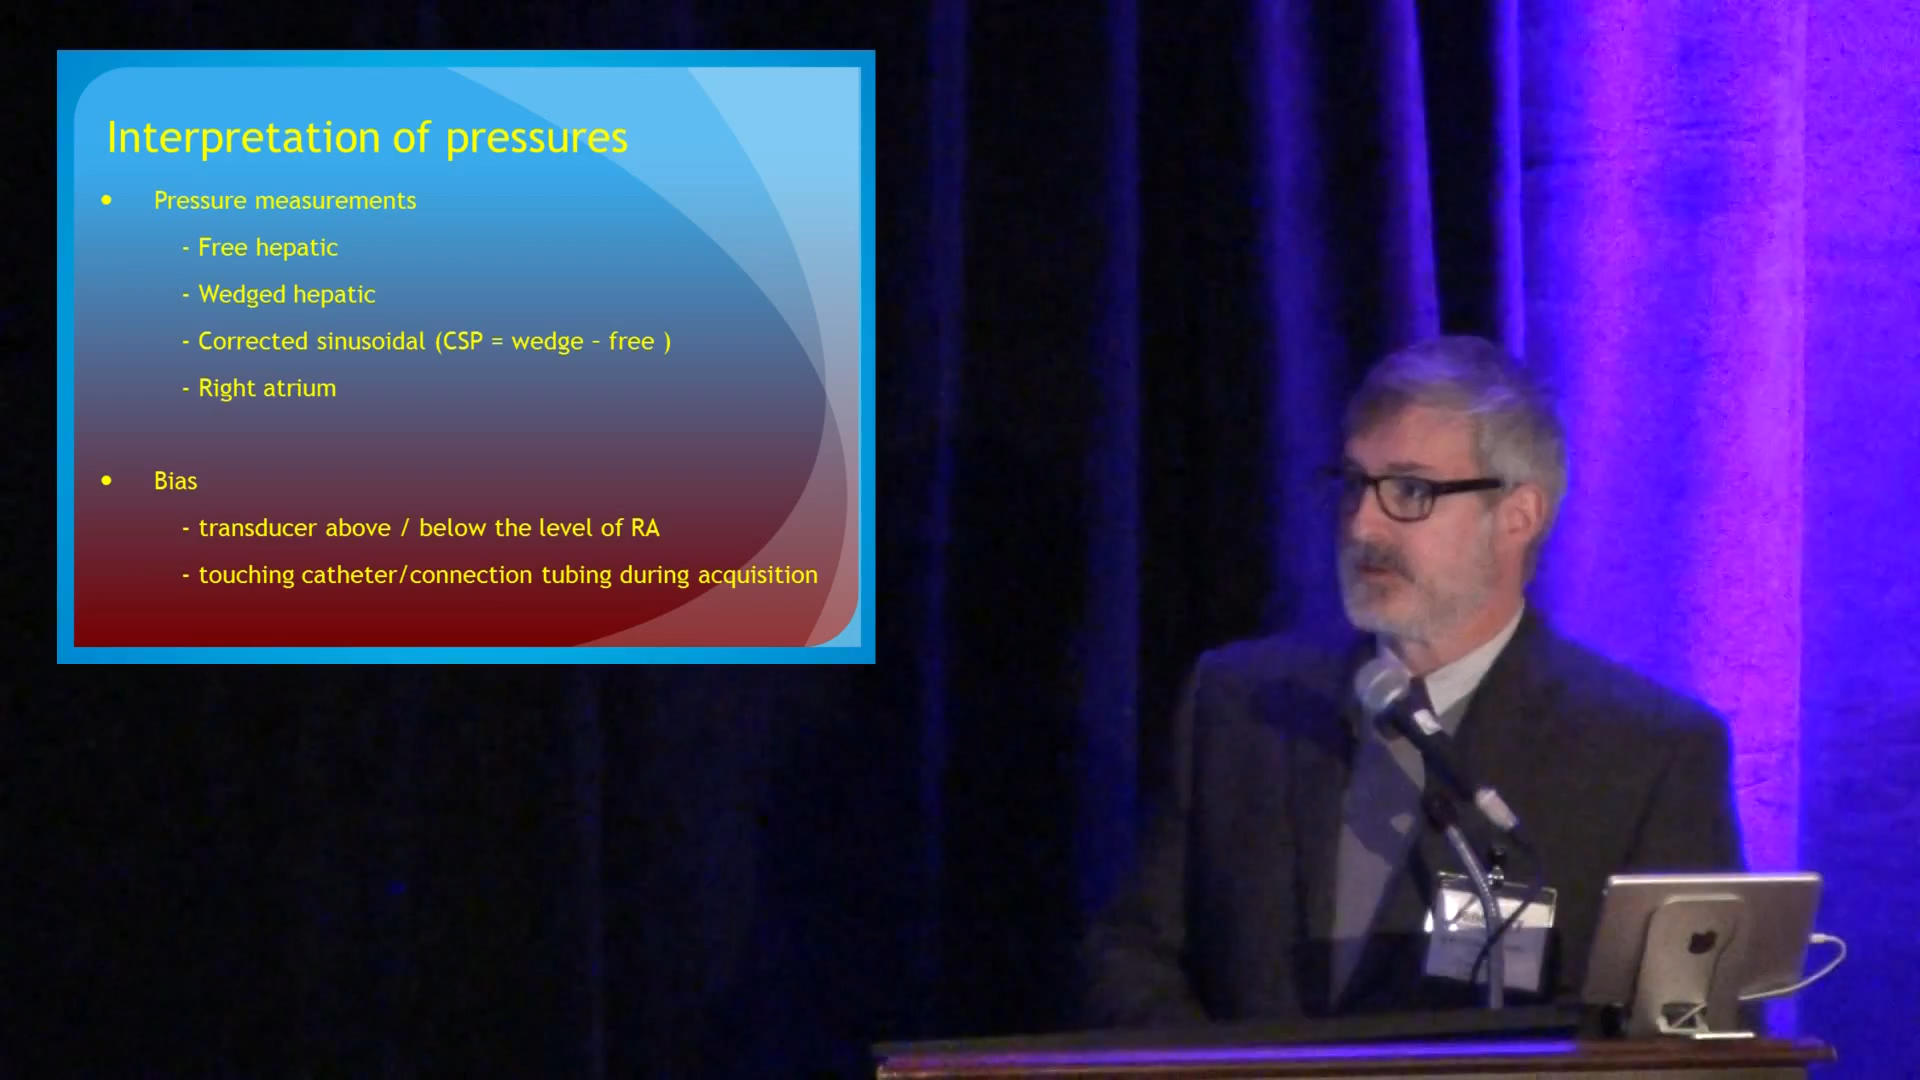 Interpretation of pressures
• Pressure measurements
- Free hepatic
- Wedged hepatic
- Corrected sinusoidal (CSP = wedge – free )
- Right atrium
• Bias
- transducer above / below the level of RA
- touching catheter/connection tubing during acquisition